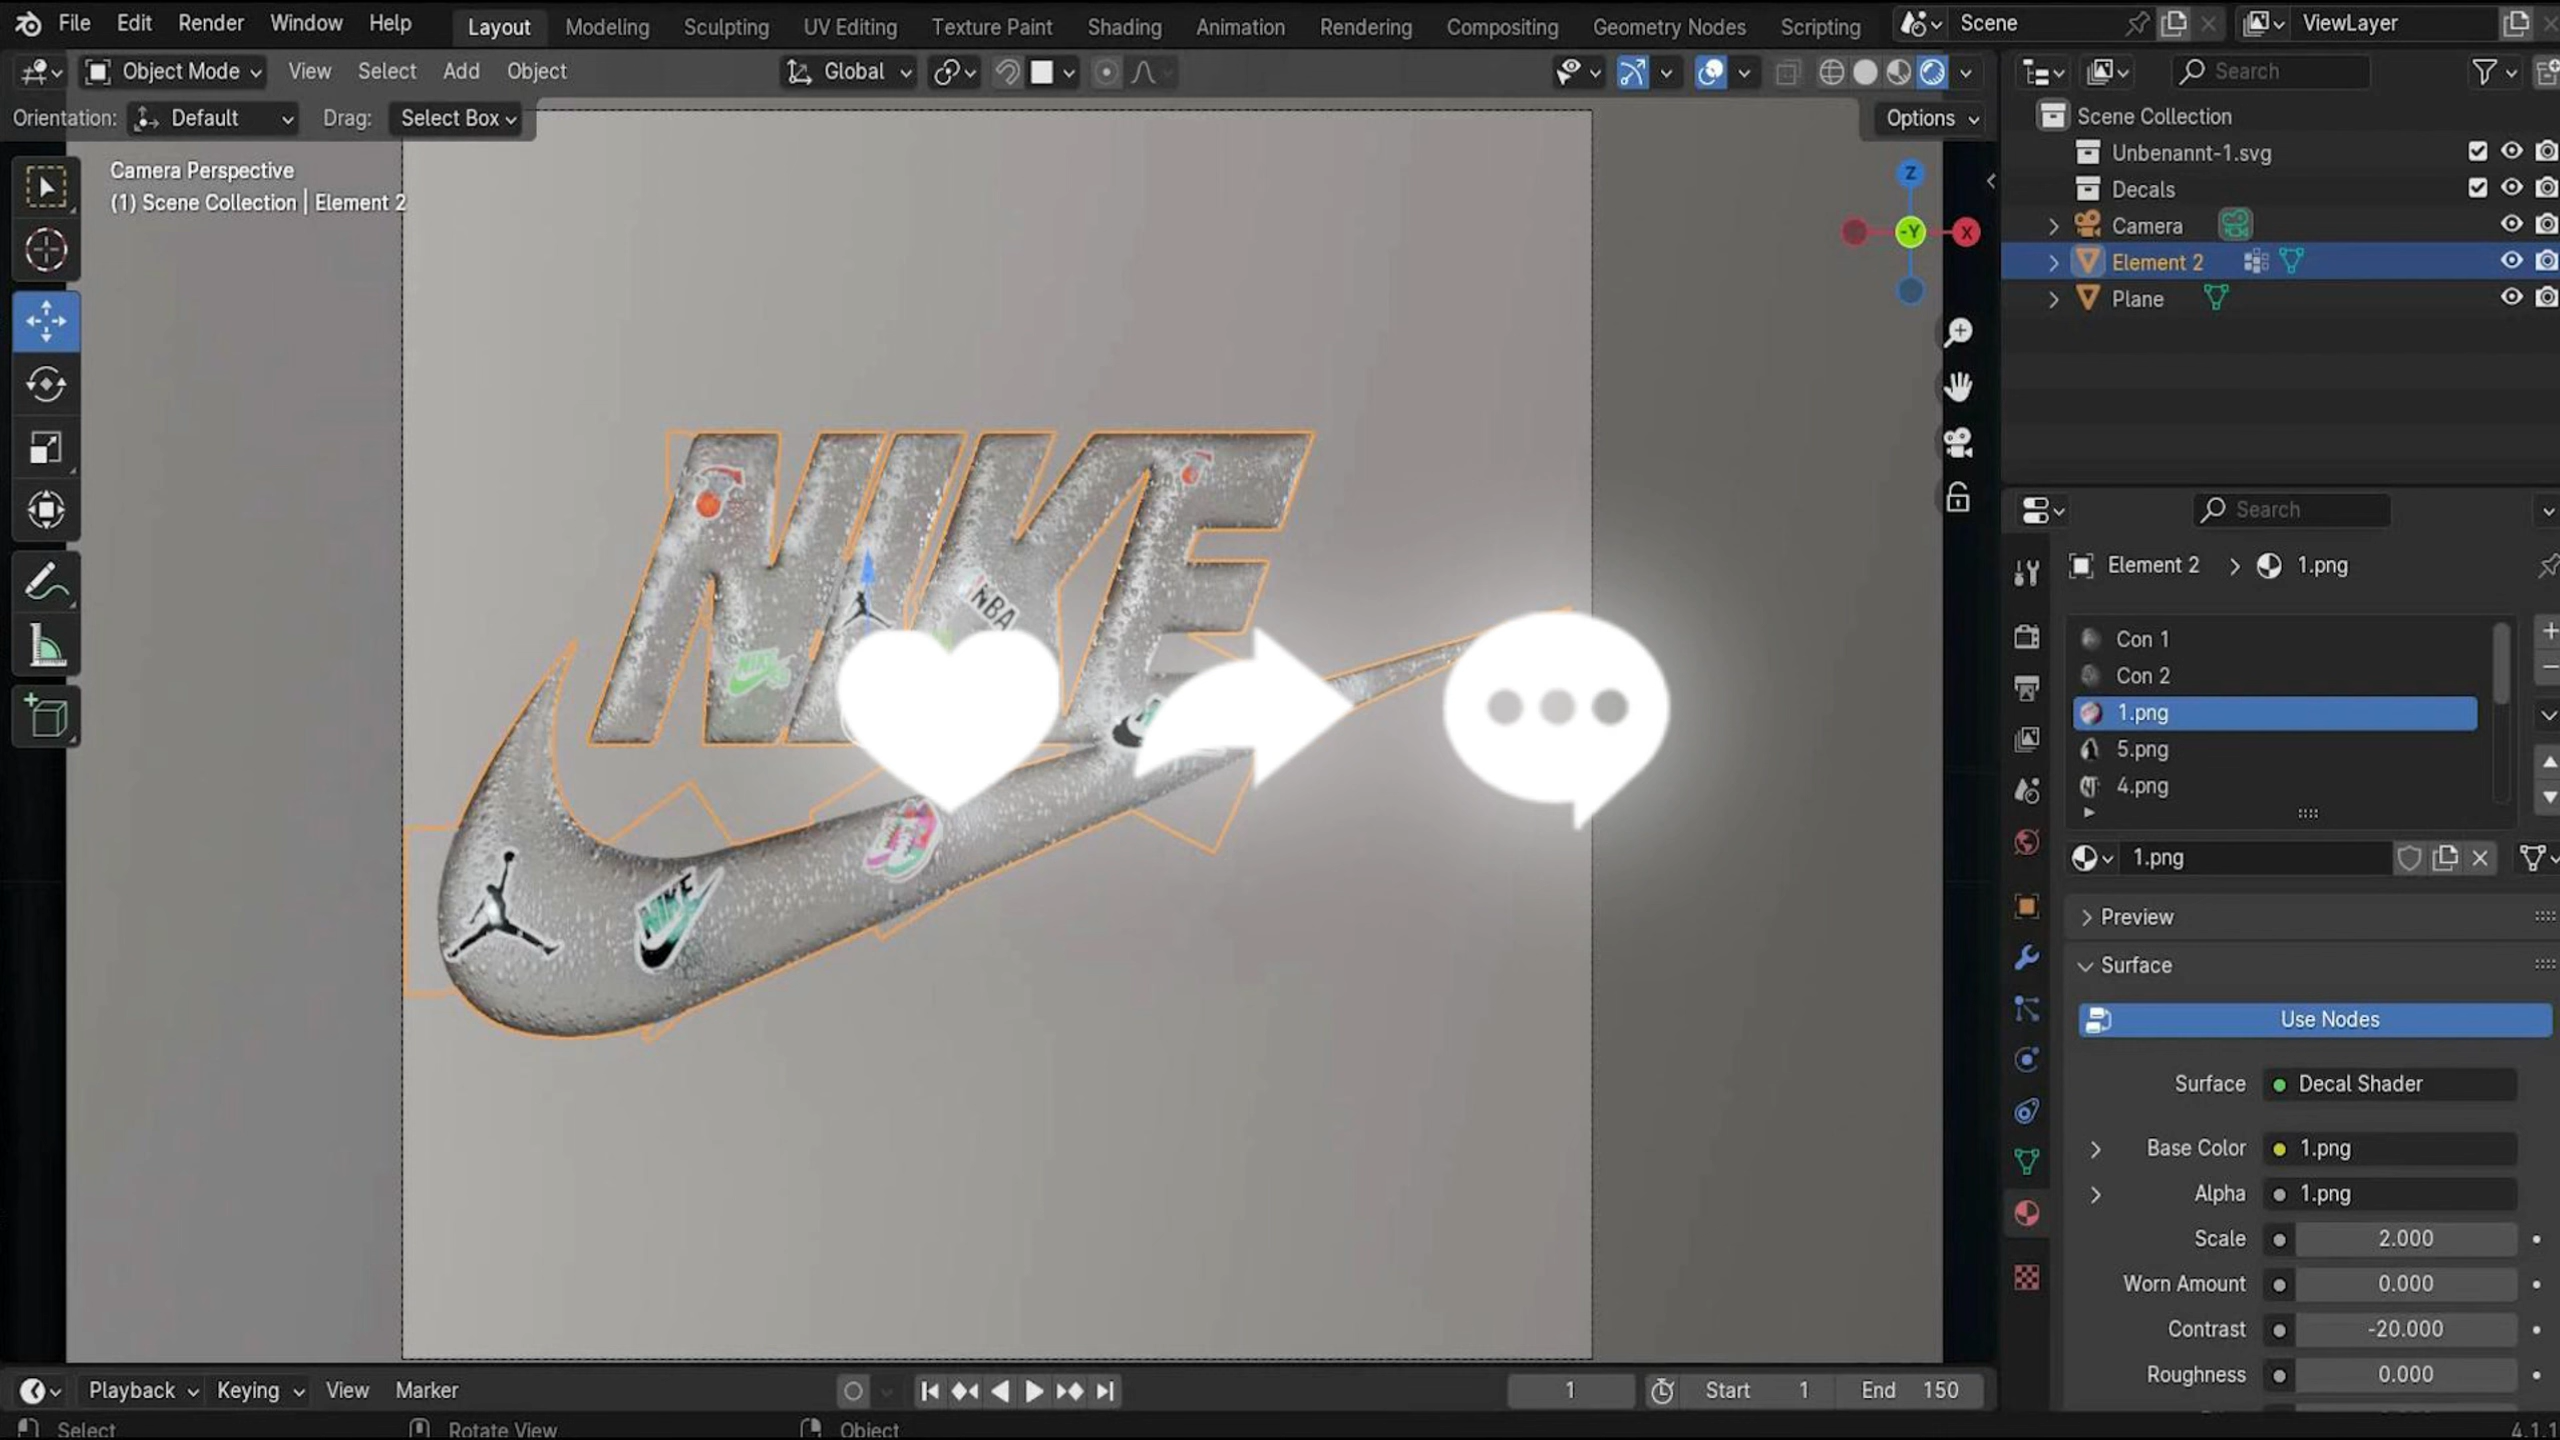 File Edit Render Window Help Layout Modeling Sculpting UV Editing Texture Paint Shading Animation Rendering Compositing Geometry Nodes Scripting Scene ViewLayer
Object Mode View Select Add Object Global Search
Orientation: Default Drag: Select Box Options
Camera Perspective
(1) Scene Collection | Element 2
Z
-Y
X
NIKE
NBA
NIKE
NIKE
Scene Collection
Unbenannt-1.svg
Decals
Camera
Element 2
Plane
Search
Element 2 > 1.png
Con 1
Con 2
1.png
5.png
4.png
1.png
Preview
Surface
Use Nodes
Surface Decal Shader
Base Color 1.png
Alpha 1.png
Scale 2.000
Worn Amount 0.000
Contrast -20.000
Roughness 0.000
Playback Keying View Marker 1 Start 1 End 150
Select Rotate View Object 4.1.1